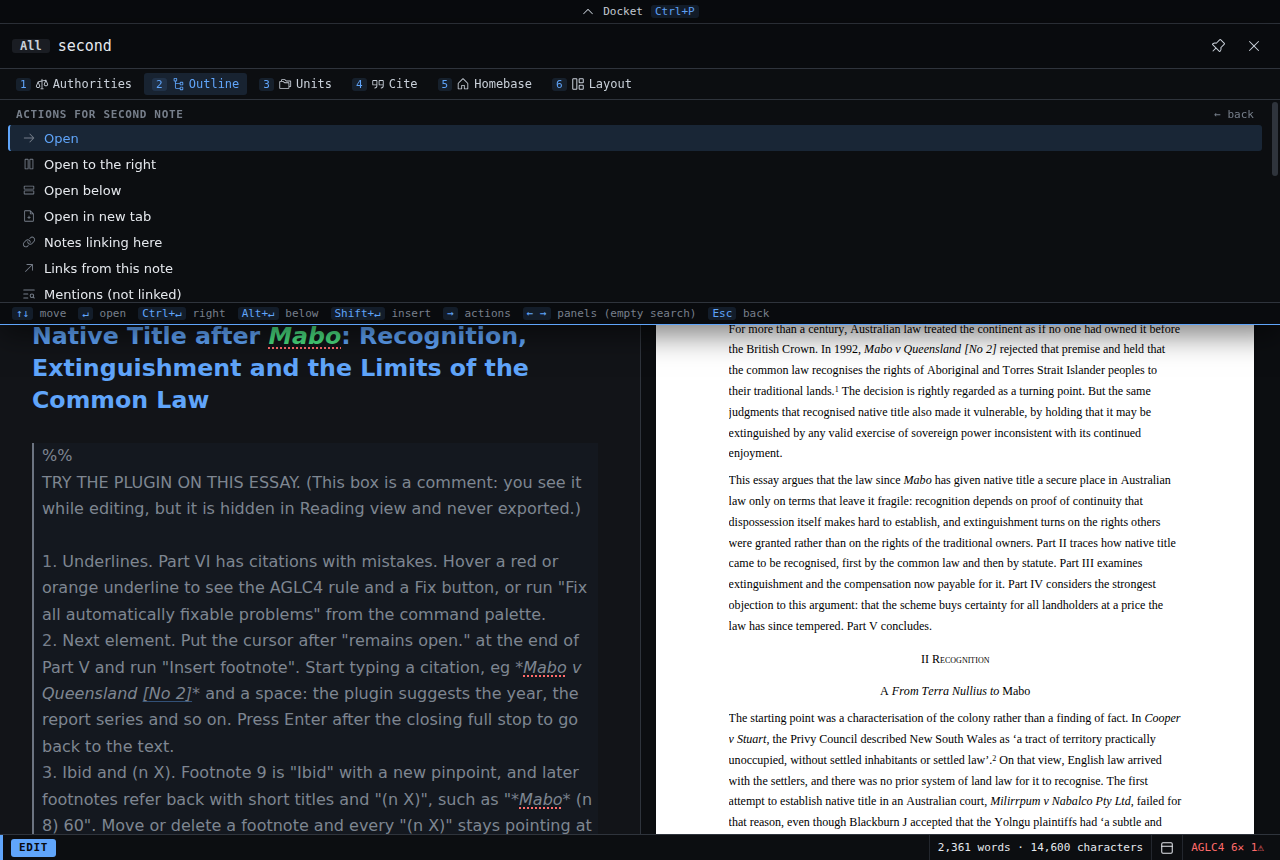 Docket Ctrl+P
All second
1 Authorities 2 Outline 3 Units 4 Cite 5 Homebase 6 Layout
ACTIONS FOR SECOND NOTE ← back
Open
Open to the right
Open below
Open in new tab
Notes linking here
Links from this note
Mentions (not linked)
↑↓ move ↵ open Ctrl+↵ right Alt+↵ below Shift+↵ insert → actions ← → panels (empty search) Esc back
Native Title after Mabo: Recognition,
Extinguishment and the Limits of the
Common Law
%%
TRY THE PLUGIN ON THIS ESSAY. (This box is a comment: you see it
while editing, but it is hidden in Reading view and never exported.)
1. Underlines. Part VI has citations with mistakes. Hover a red or
orange underline to see the AGLC4 rule and a Fix button, or run "Fix
all automatically fixable problems" from the command palette.
2. Next element. Put the cursor after "remains open." at the end of
Part V and run "Insert footnote". Start typing a citation, eg *Mabo v
Queensland [No 2]* and a space: the plugin suggests the year, the
report series and so on. Press Enter after the closing full stop to go
back to the text.
3. Ibid and (n X). Footnote 9 is "Ibid" with a new pinpoint, and later
footnotes refer back with short titles and "(n X)", such as "*Mabo* (n
8) 60". Move or delete a footnote and every "(n X)" stays pointing at
For more than a century, Australian law treated the continent as if no one had owned it before
the British Crown. In 1992, Mabo v Queensland [No 2] rejected that premise and held that
the common law recognises the rights of Aboriginal and Torres Strait Islander peoples to
their traditional lands.¹ The decision is rightly regarded as a turning point. But the same
judgments that recognised native title also made it vulnerable, by holding that it may be
extinguished by any valid exercise of sovereign power inconsistent with its continued
enjoyment.
This essay argues that the law since Mabo has given native title a secure place in Australian
law only on terms that leave it fragile: recognition depends on proof of continuity that
dispossession itself makes hard to establish, and extinguishment turns on the rights others
were granted rather than on the rights of the traditional owners. Part II traces how native title
came to be recognised, first by the common law and then by statute. Part III examines
extinguishment and the compensation now payable for it. Part IV considers the strongest
objection to this argument: that the scheme buys certainty for all landholders at a price the
law has since tempered. Part V concludes.
II Recognition
A From Terra Nullius to Mabo
The starting point was a characterisation of the colony rather than a finding of fact. In Cooper
v Stuart, the Privy Council described New South Wales as ‘a tract of territory practically
unoccupied, without settled inhabitants or settled law’.² On that view, English law arrived
with the settlers, and there was no prior system of land law for it to recognise. The first
attempt to establish native title in an Australian court, Milirrpum v Nabalco Pty Ltd, failed for
that reason, even though Blackburn J accepted that the Yolngu plaintiffs had ‘a subtle and
EDIT 2,361 words · 14,600 characters AGLC4 6× 1⚠